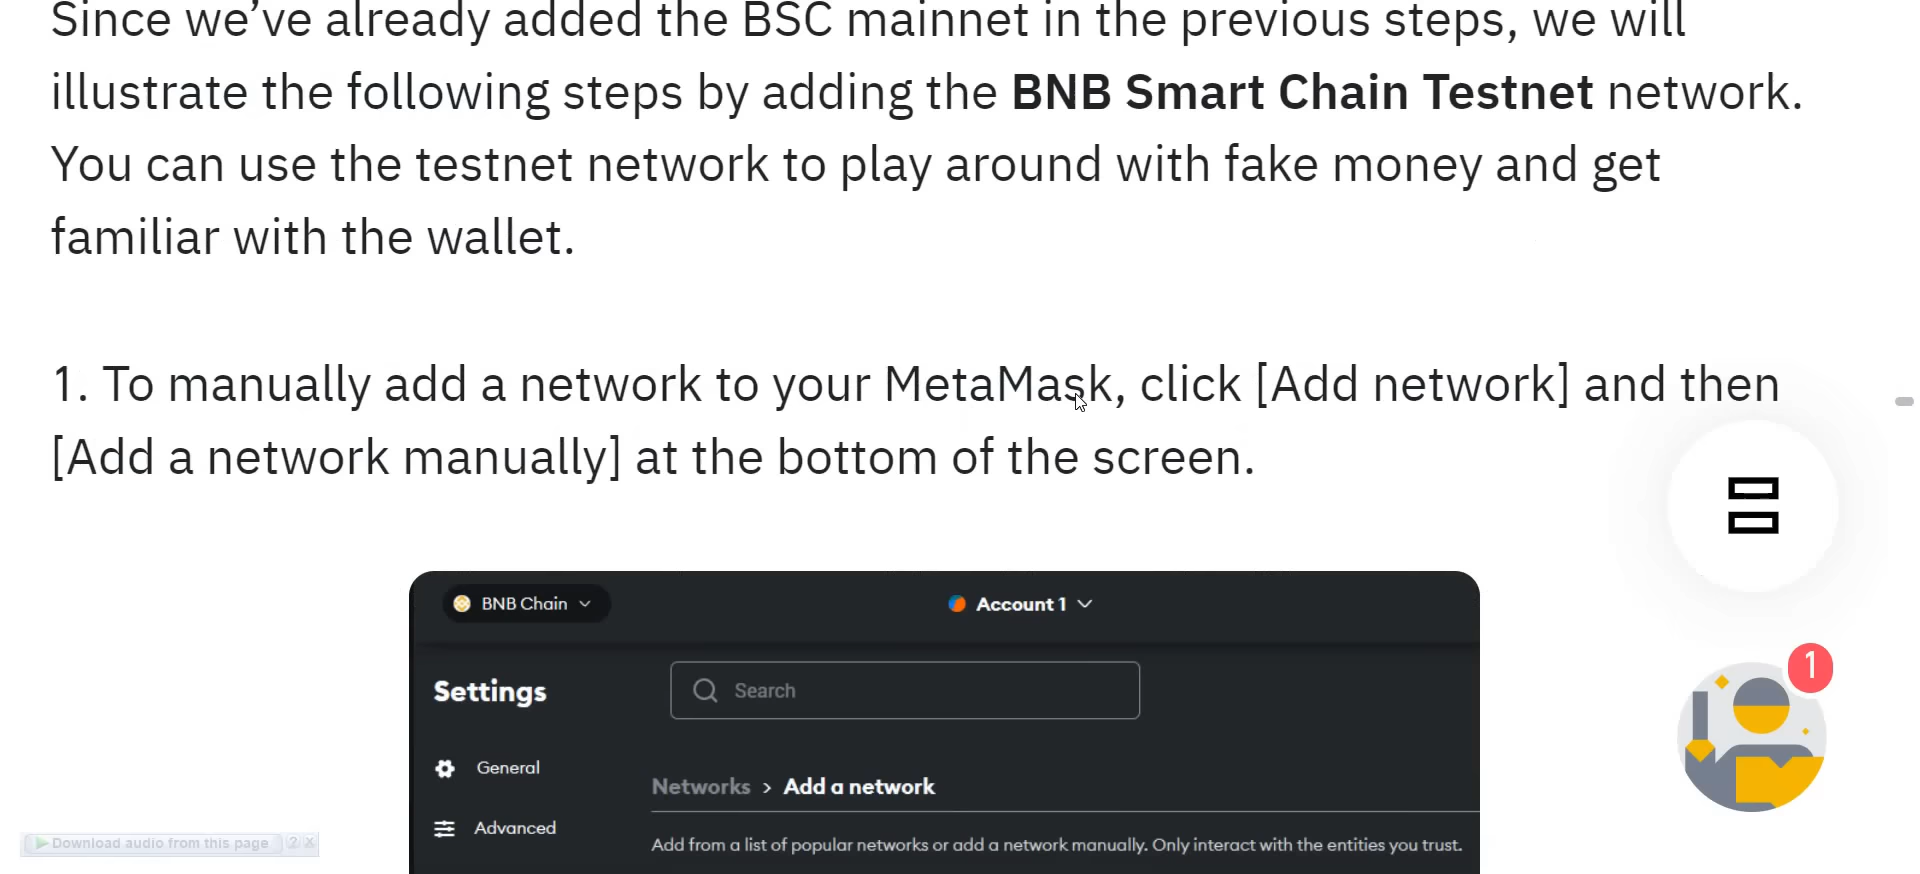 Since we’ve already added the BSC mainnet in the previous steps, we will
illustrate the following steps by adding the BNB Smart Chain Testnet network.
You can use the testnet network to play around with fake money and get
familiar with the wallet.
1. To manually add a network to your MetaMask, click [Add network] and then
[Add a network manually] at the bottom of the screen.
BNB Chain
Account 1
Settings
Search
1
General
Networks > Add a network
Advanced
Add from a list of popular networks or add a network manually. Only interact with the entities you trust.
Download audio from this page ? x